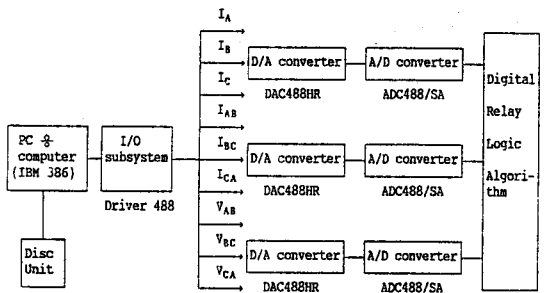 I_A
I_B
D/A converter
A/D converter
I_C
DAC488HR
ADC488/SA
Digital
Relay
Logic
Algori-
thm
I_AB
PC &
computer
(IBM 386)
I/O
subsystem
Driver 488
I_BC
D/A converter
A/D converter
I_CA
DAC488HR
ADC488/SA
V_AB
Disc
Unit
V_BC
D/A converter
A/D converter
V_CA
DAC488HR
ADC488/SA